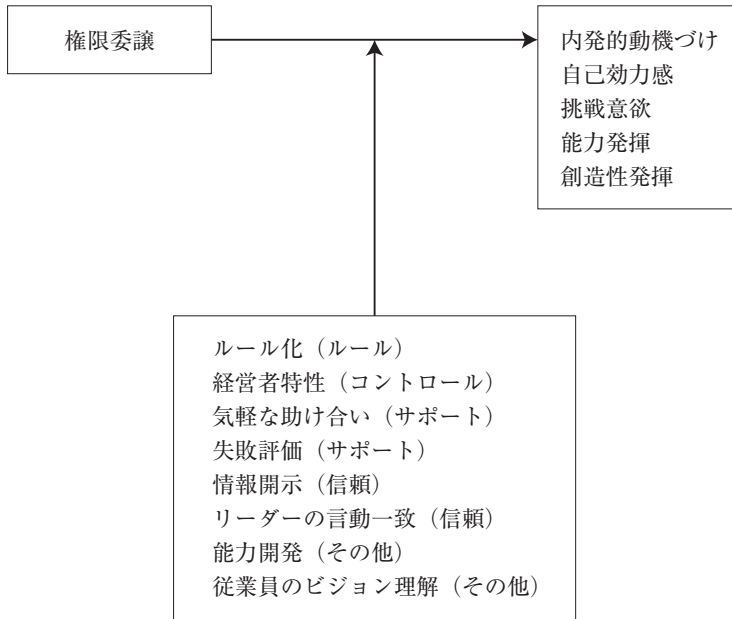 権限委譲
内発的動機づけ
自己効力感
挑戦意欲
能力発揮
創造性発揮
ルール化（ルール）
経営者特性（コントロール）
気軽な助け合い（サポート）
失敗評価（サポート）
情報開示（信頼）
リーダーの言動一致（信頼）
能力開発（その他）
従業員のビジョン理解（その他）